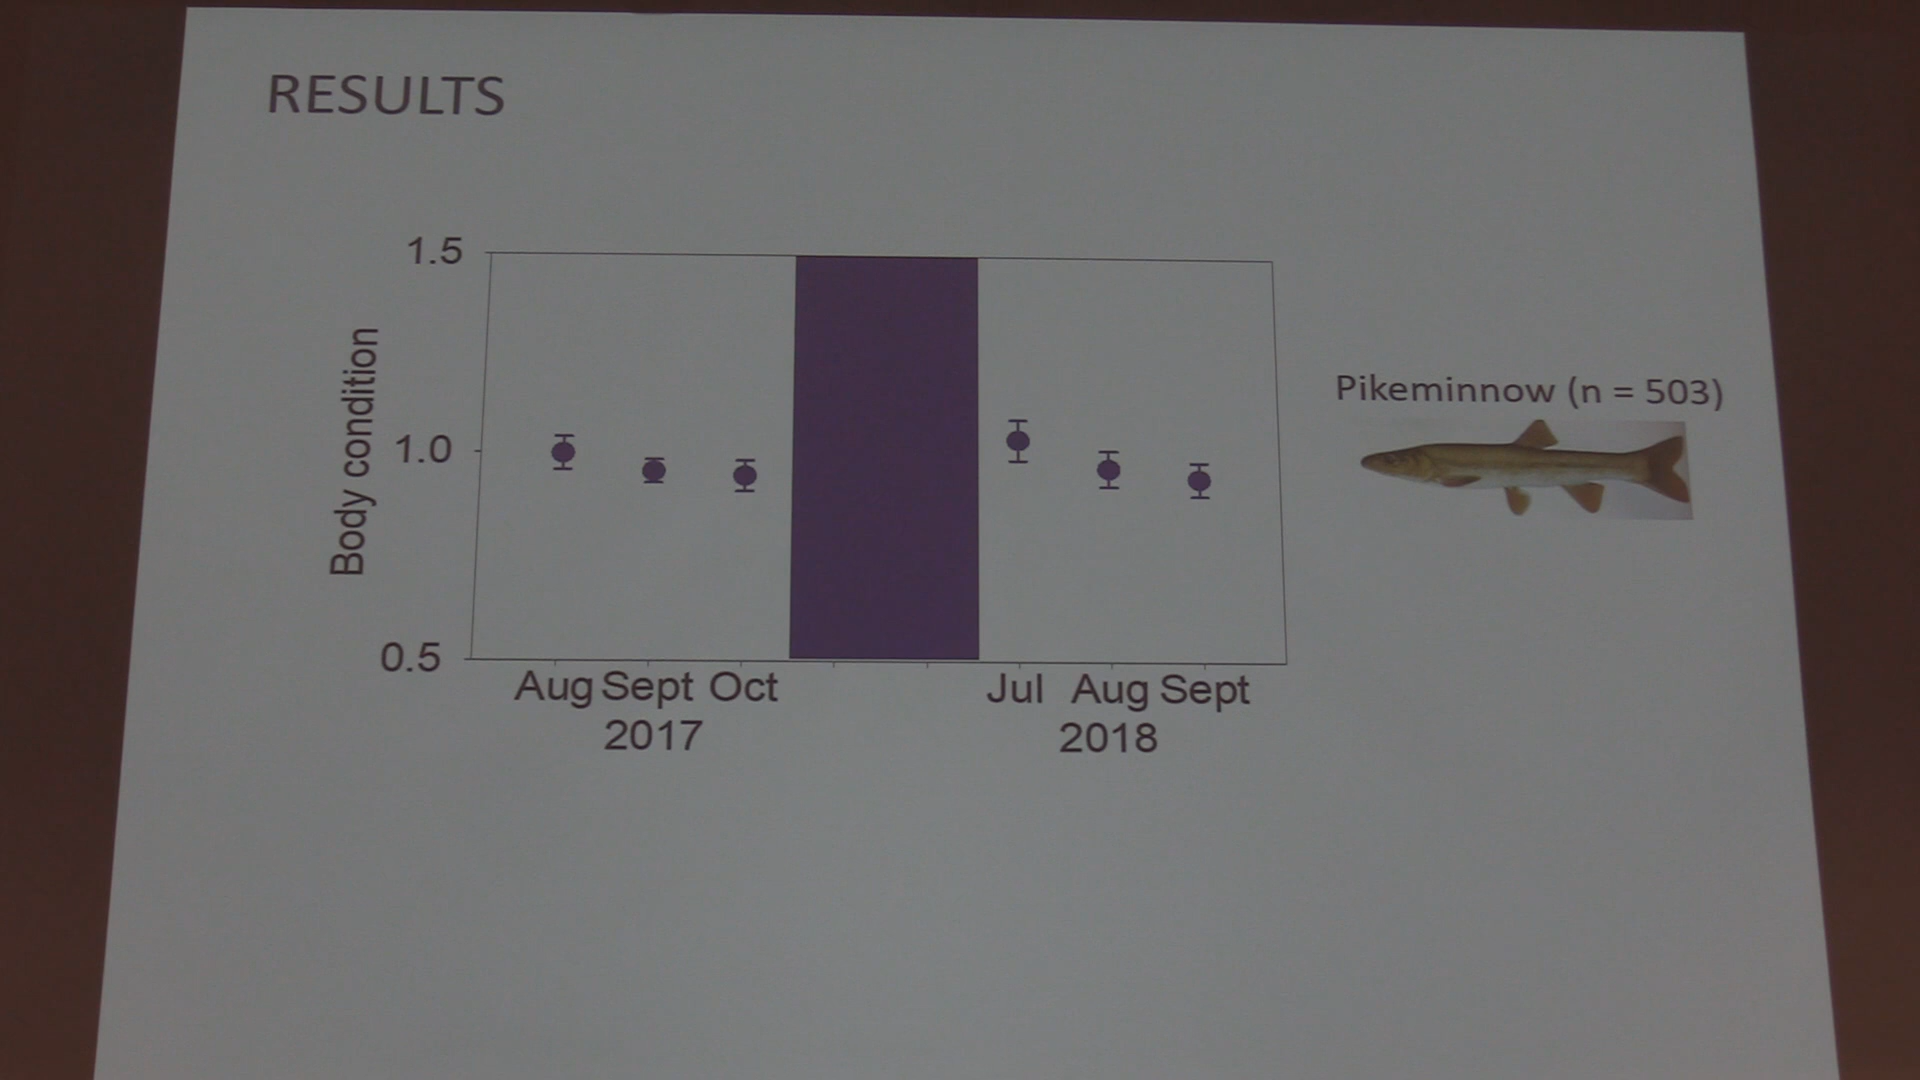 RESULTS
1.5
1.0
0.5
Body condition
Aug Sept Oct
2017
Jul Aug Sept
2018
Pikeminnow (n = 503)